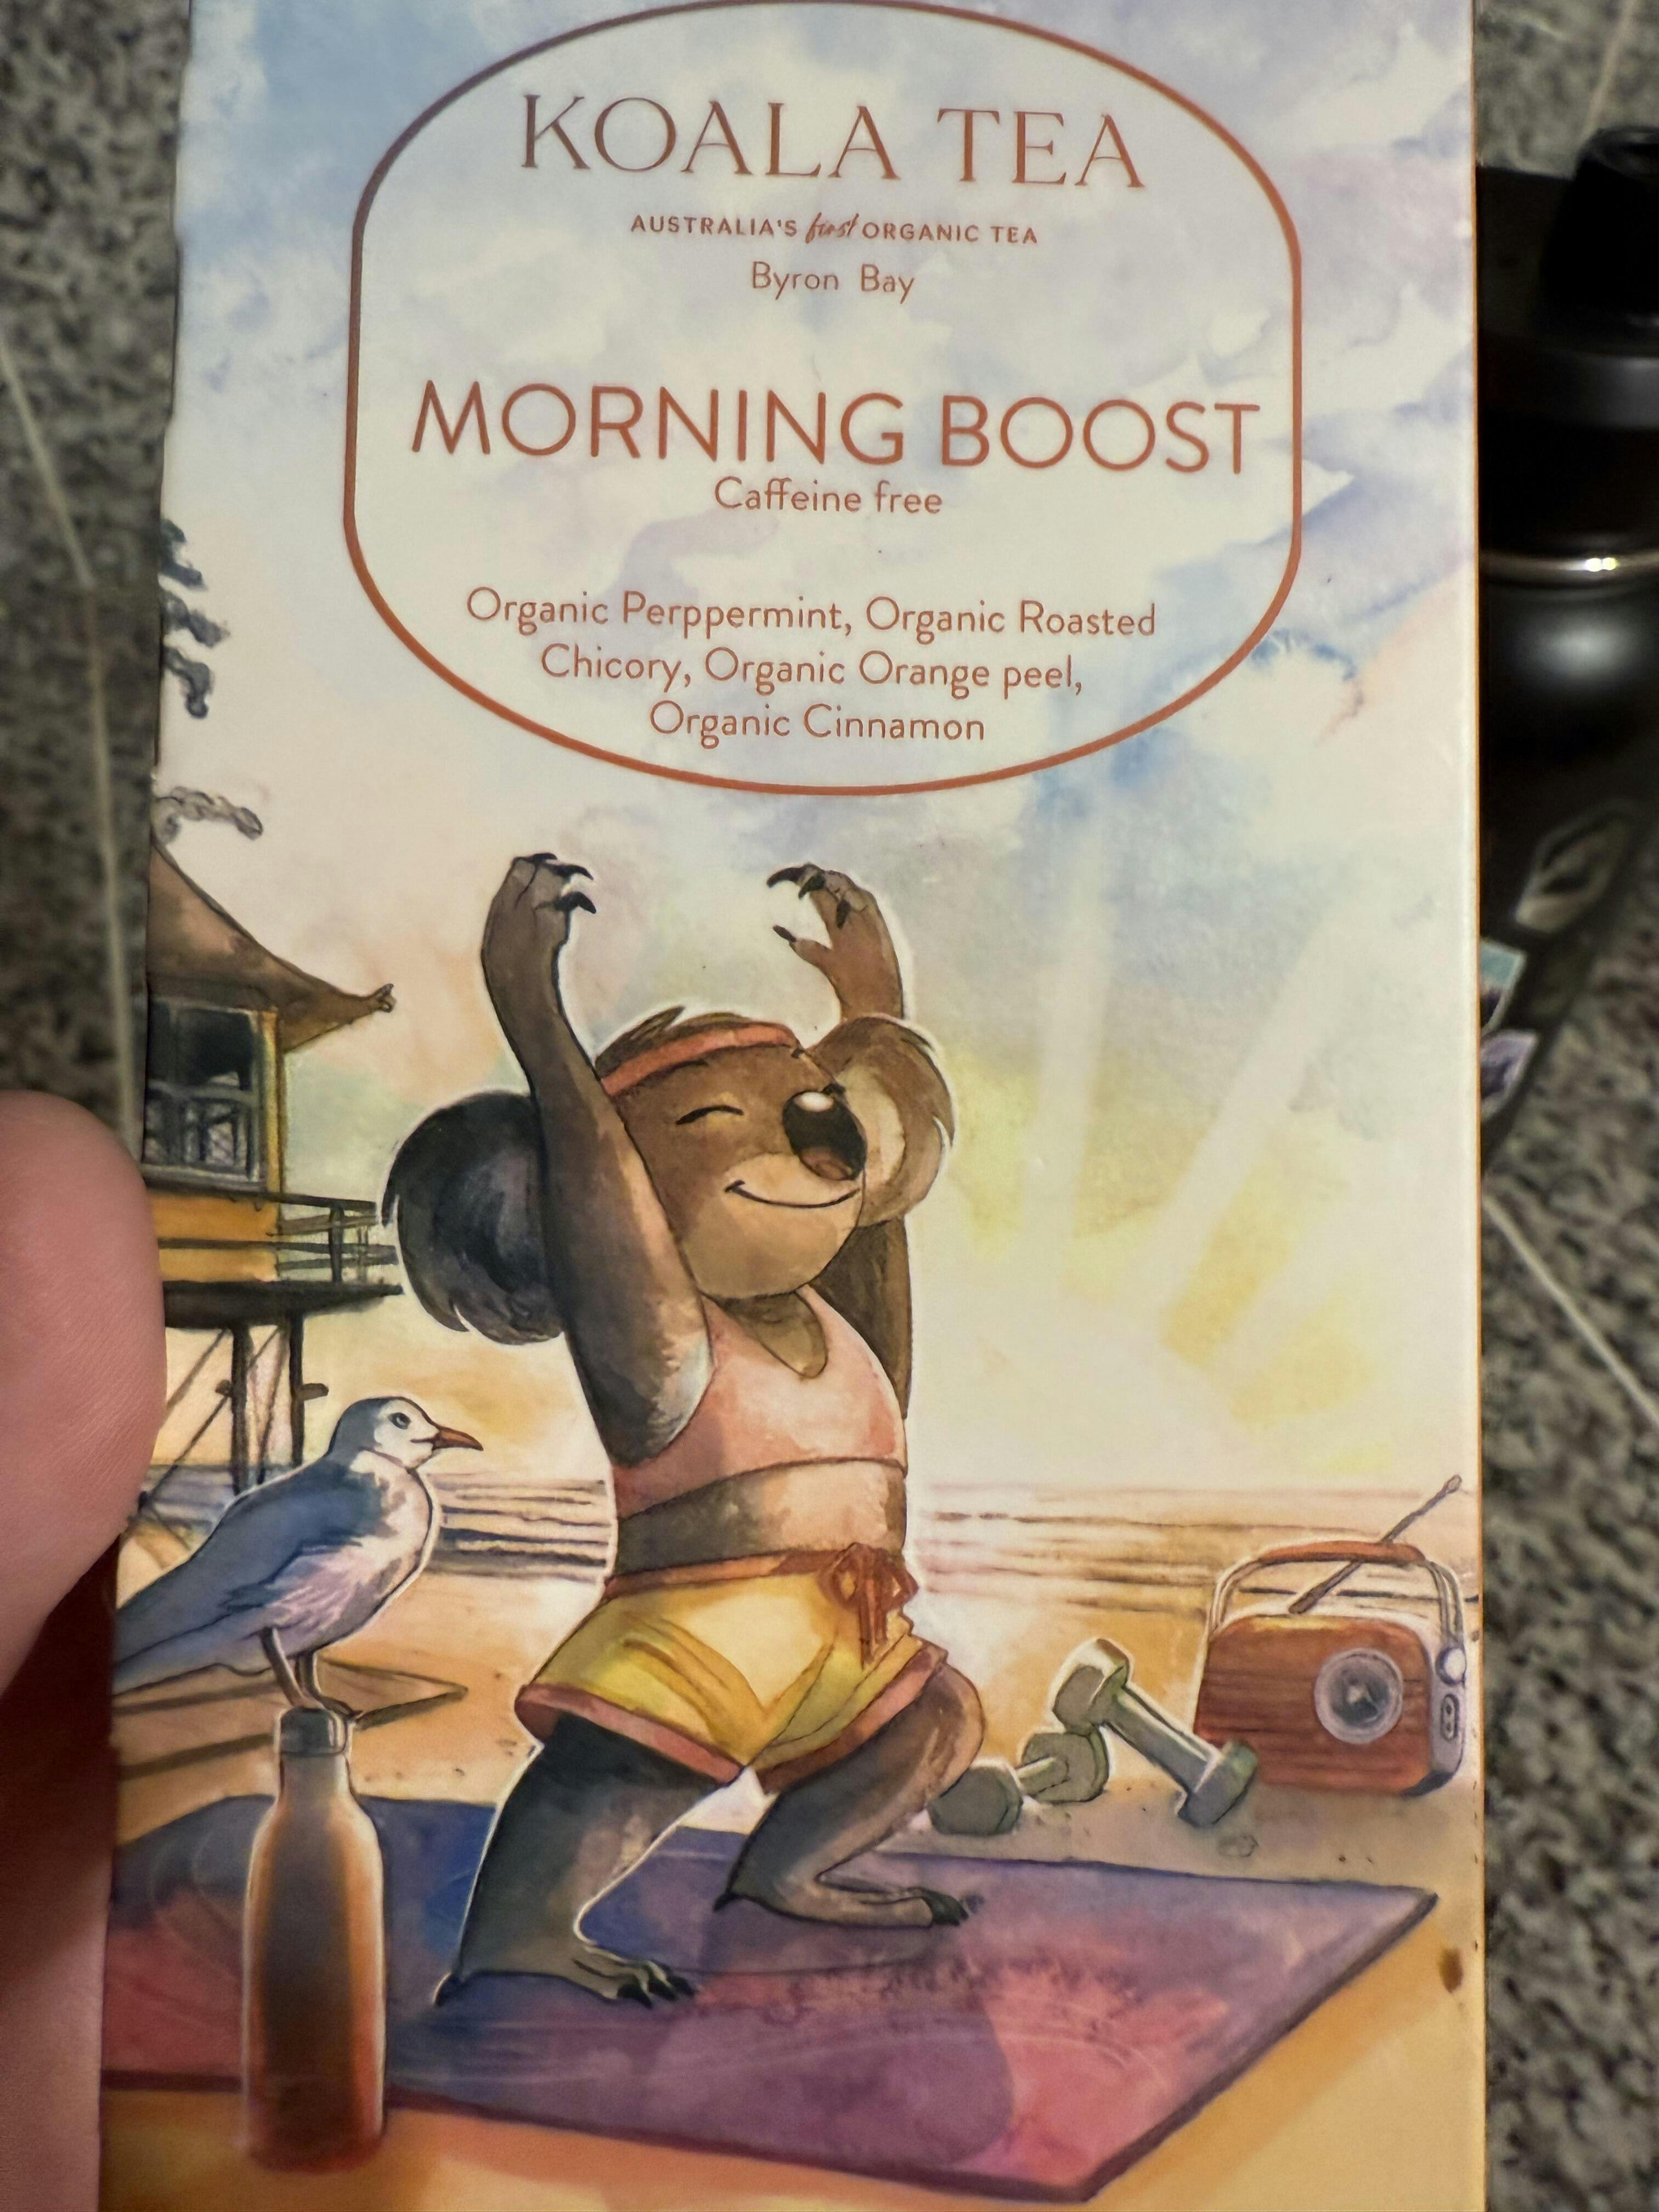 KOALA TEA
AUSTRALIA'S first ORGANIC TEA
Byron Bay
MORNING BOOST
Caffeine free
Organic Perppermint, Organic Roasted
Chicory, Organic Orange peel,
Organic Cinnamon